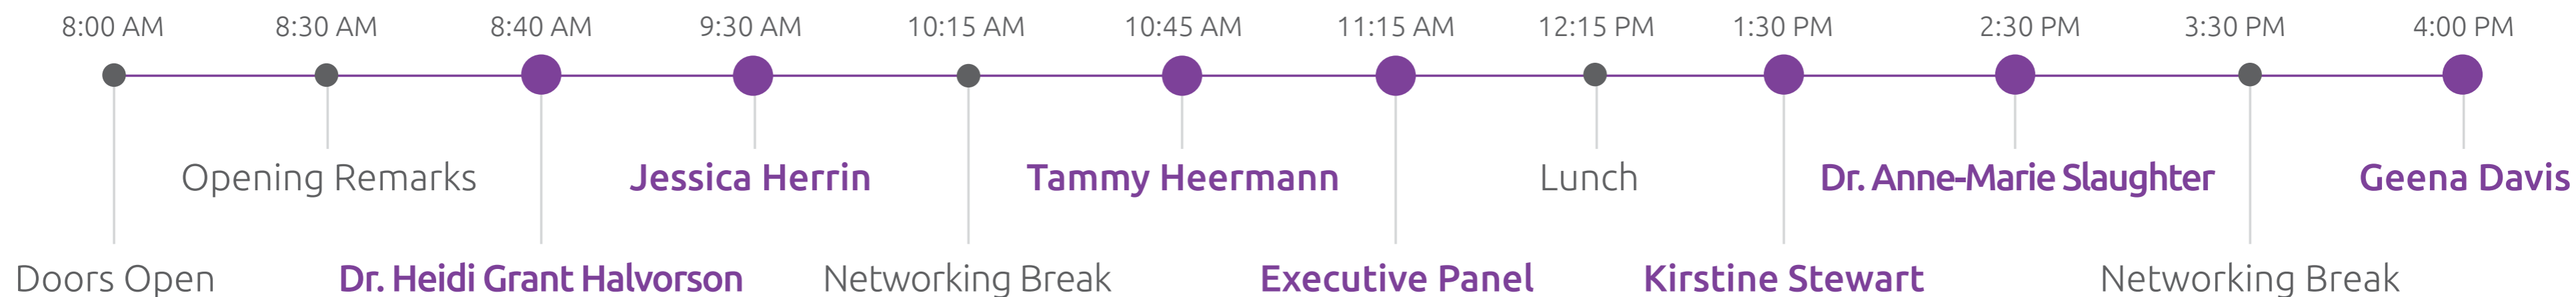 8:00 AM 8:30 AM 8:40 AM 9:30 AM 10:15 AM 10:45 AM 11:15 AM 12:15 PM 1:30 PM 2:30 PM 3:30 PM 4:00 PM
Opening Remarks Jessica Herrin Tammy Heermann Lunch Dr. Anne-Marie Slaughter Geena Davis
Doors Open Dr. Heidi Grant Halvorson Networking Break Executive Panel Kirstine Stewart Networking Break